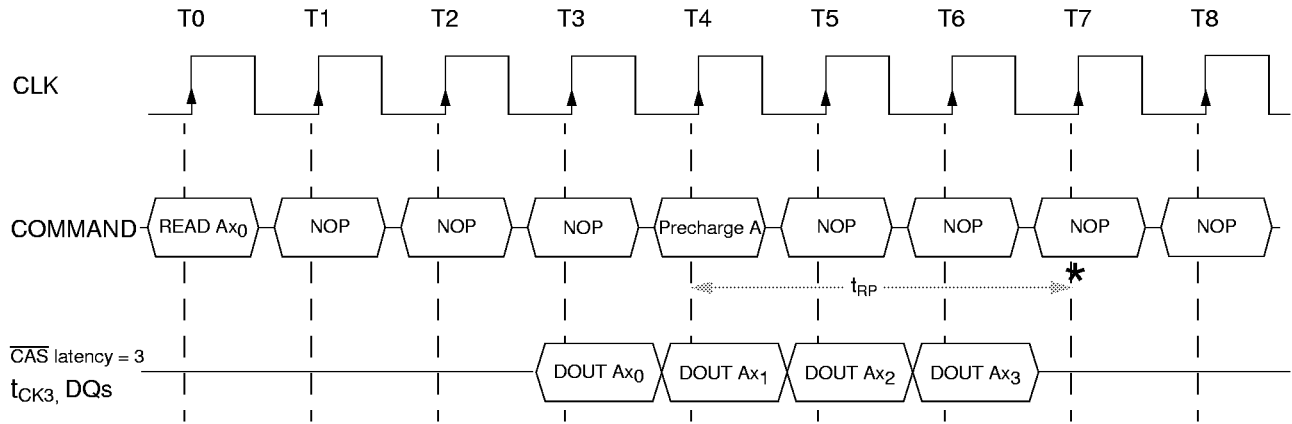 T0 T1 T2 T3 T4 T5 T6 T7 T8
CLK
COMMAND READ Ax0 NOP NOP NOP Precharge A NOP NOP NOP NOP
*
tRP
CAS latency = 3
tCK3, DQs DOUT Ax0 DOUT Ax1 DOUT Ax2 DOUT Ax3